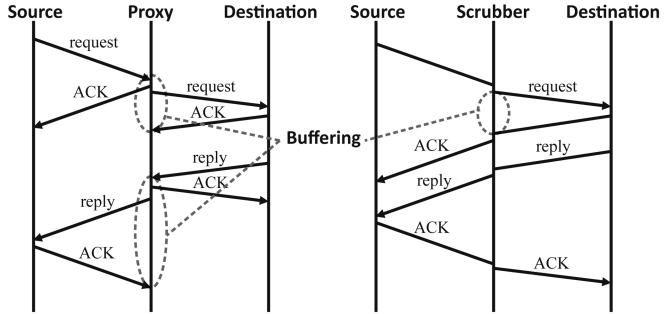 Source Proxy Destination
request
ACK
request
ACK
reply
ACK
reply
ACK
Buffering
Source Scrubber Destination
request
ACK
reply
reply
ACK
ACK